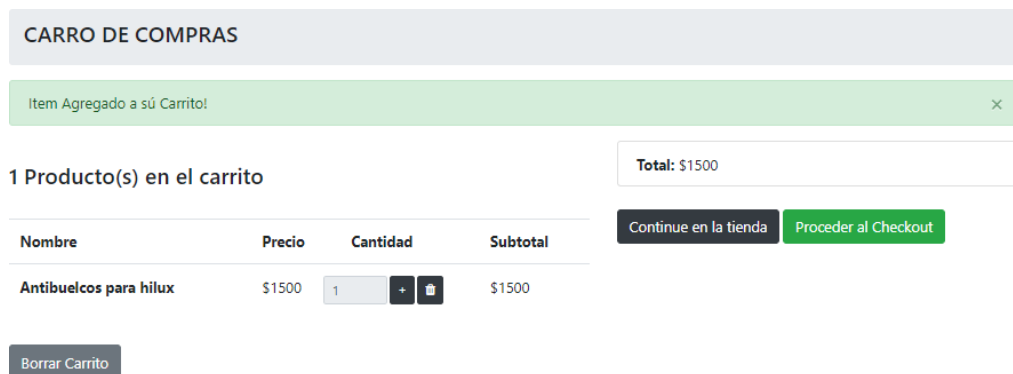 CARRO DE COMPRAS
Item Agregado a sú Carrito! ×
1 Producto(s) en el carrito
Nombre Precio Cantidad Subtotal
Antibuelcos para hilux $1500 1 + $1500
Borrar Carrito
Total: $1500
Continue en la tienda Proceder al Checkout